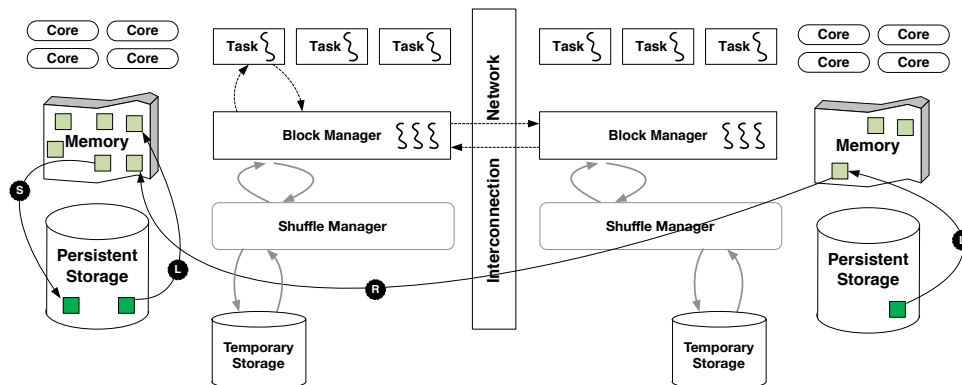 Core
Core
Core
Core
Task
Task
Task
Task
Task
Task
Core
Core
Core
Core
Memory
Block Manager
Interconnection Network
Block Manager
Memory
S
Shuffle Manager
Shuffle Manager
Persistent
Storage
L
R
Persistent
Storage
L
Temporary
Storage
Temporary
Storage